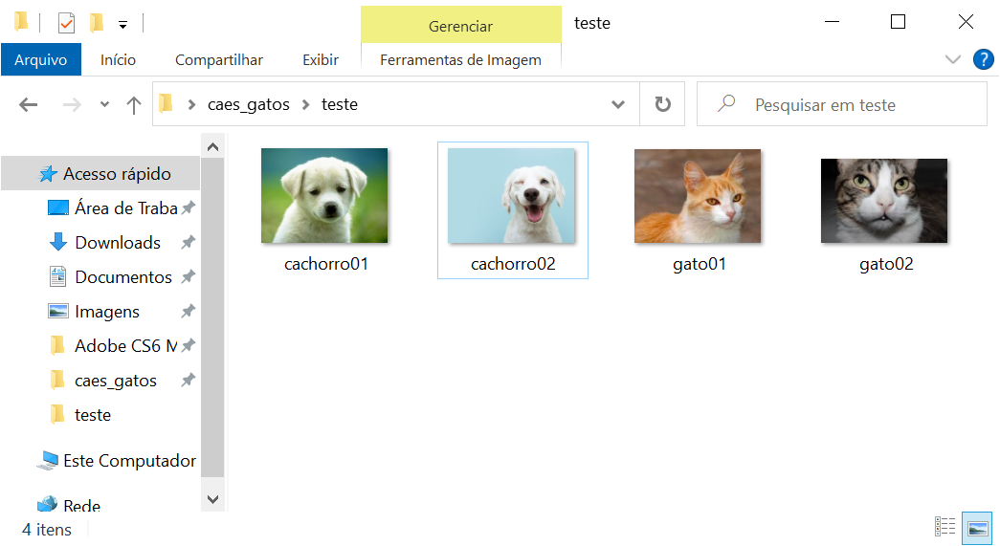 Gerenciar
teste
Arquivo
Início
Compartilhar
Exibir
Ferramentas de Imagem
?
caes_gatos
teste
Pesquisar em teste
Acesso rápido
Área de Traba
Downloads
Documentos
Imagens
Adobe CS6 M
caes_gatos
teste
Este Computador
Rede
cachorro01
cachorro02
gato01
gato02
4 itens